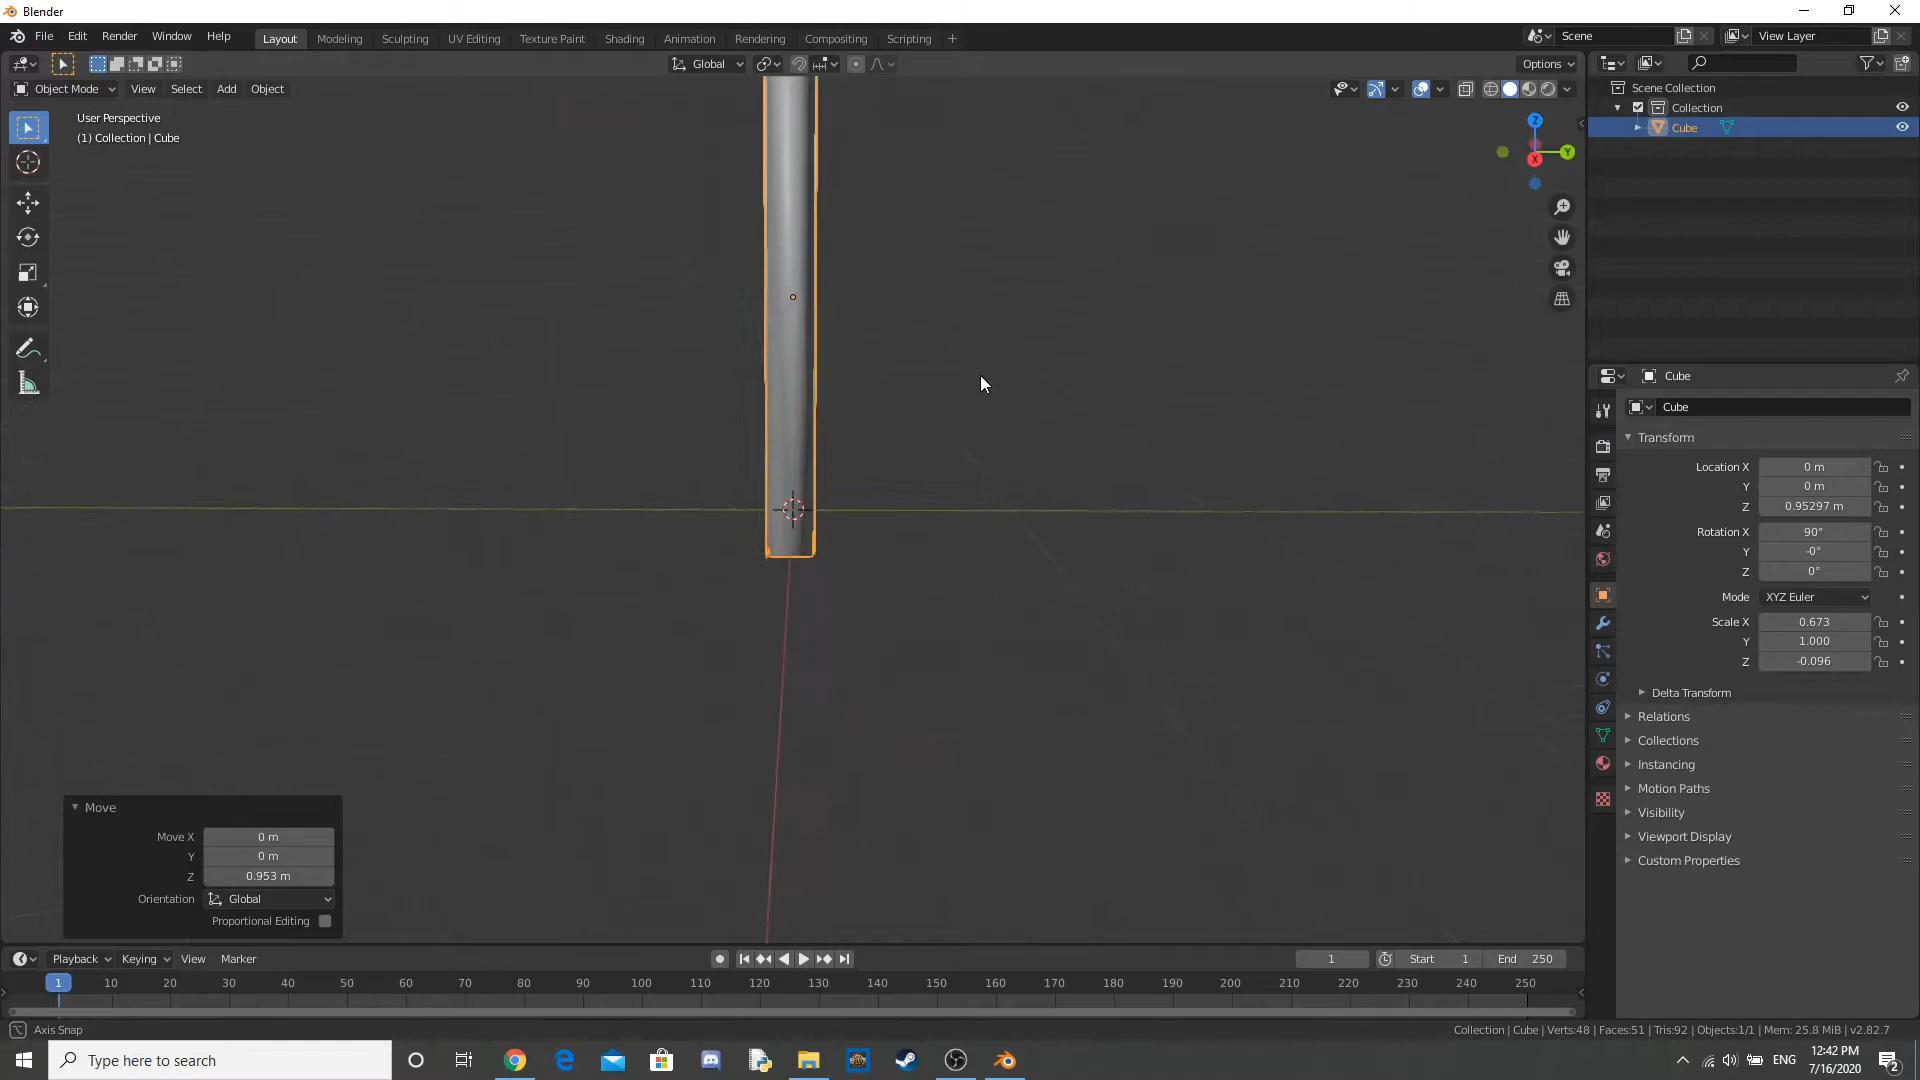 Blender
File Edit Render Window Help
Layout Modeling Sculpting UV Editing Texture Paint Shading Animation Rendering Compositing Scripting +
Scene
View Layer
Global
Options
Object Mode View Select Add Object
User Perspective
(1) Collection | Cube
Z
Y
X
Scene Collection
Collection
Cube
Cube
Cube
Transform
Location X 0 m
Y 0 m
Z 0.95297 m
Rotation X 90°
Y -0°
Z 0°
Mode XYZ Euler
Scale X 0.673
Y 1.000
Z -0.096
Delta Transform
Relations
Collections
Instancing
Motion Paths
Visibility
Viewport Display
Custom Properties
Move
Move X 0 m
Y 0 m
Z 0.953 m
Orientation Global
Proportional Editing
Playback Keying View Marker
1 Start 1 End 250
1 10 20 30 40 50 60 70 80 90 100 110 120 130 140 150 160 170 180 190 200 210 220 230 240 250
Axis Snap
Collection | Cube | Verts:48 | Faces:51 | Tris:92 | Objects:1/1 | Mem: 25.8 MiB | v2.82.7
Type here to search
ENG
12:42 PM
7/16/2020
2